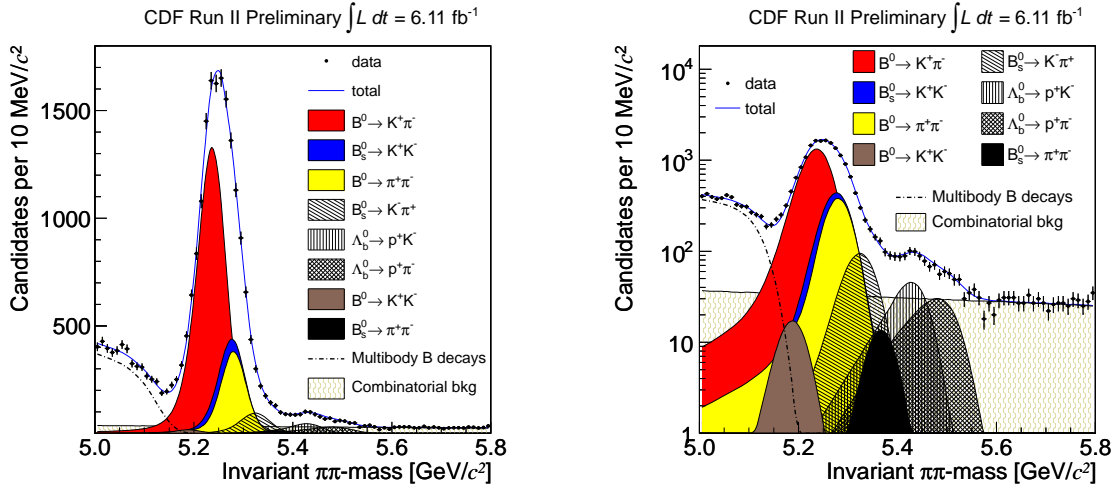 CDF Run II Preliminary ∫L dt = 6.11 fb⁻¹
Candidates per 10 MeV/c²
1500
1000
500
data
total
B⁰→ K⁺π⁻
B⁰ₛ→ K⁺K⁻
B⁰→ π⁺π⁻
B⁰ₛ→ K⁻π⁺
Λ⁰b→ p⁺K⁻
Λ⁰b→ p⁺π⁻
B⁰→ K⁺K⁻
B⁰ₛ→ π⁺π⁻
Multibody B decays
Combinatorial bkg
5.0 5.2 5.4 5.6 5.8
Invariant ππ-mass [GeV/c²]
CDF Run II Preliminary ∫L dt = 6.11 fb⁻¹
Candidates per 10 MeV/c²
10⁴
10³
10²
10
1
data
total
B⁰→ K⁺π⁻
B⁰ₛ→ K⁺K⁻
B⁰→ π⁺π⁻
B⁰→ K⁺K⁻
B⁰ₛ→ K⁻π⁺
Λ⁰b→ p⁺K⁻
Λ⁰b→ p⁺π⁻
B⁰ₛ→ π⁺π⁻
Multibody B decays
Combinatorial bkg
5.0 5.2 5.4 5.6 5.8
Invariant ππ-mass [GeV/c²]